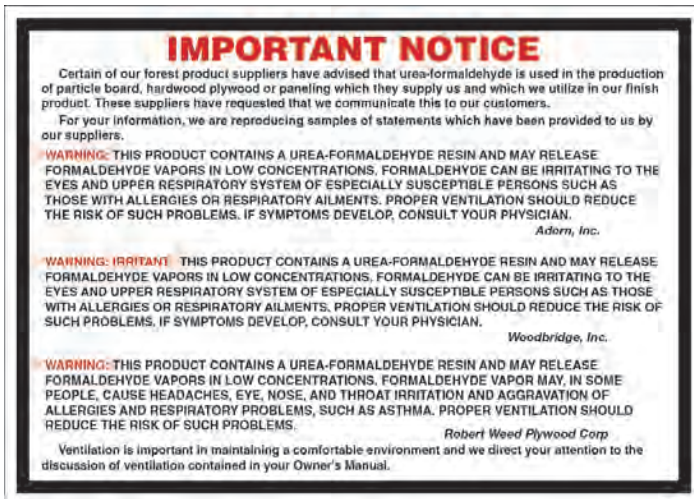 IMPORTANT NOTICE
Certain of our forest product suppliers have advised that urea-formaldehyde is used in the production
of particle board, hardwood plywood or paneling which they supply us and which we utilize in our finish
product. These suppliers have requested that we communicate this to our customers.
For your information, we are reproducing samples of statements which have been provided to us by
our suppliers.
WARNING: THIS PRODUCT CONTAINS A UREA-FORMALDEHYDE RESIN AND MAY RELEASE
FORMALDEHYDE VAPORS IN LOW CONCENTRATIONS. FORMALDEHYDE CAN BE IRRITATING TO THE
EYES AND UPPER RESPIRATORY SYSTEM OF ESPECIALLY SUSCEPTIBLE PERSONS SUCH AS
THOSE WITH ALLERGIES OR RESPIRATORY AILMENTS. PROPER VENTILATION SHOULD REDUCE
THE RISK OF SUCH PROBLEMS. IF SYMPTOMS DEVELOP, CONSULT YOUR PHYSICIAN.
Adorn, Inc.
WARNING: IRRITANT THIS PRODUCT CONTAINS A UREA-FORMALDEHYDE RESIN AND MAY RELEASE
FORMALDEHYDE VAPORS IN LOW CONCENTRATIONS. FORMALDEHYDE CAN BE IRRITATING TO THE
EYES AND UPPER RESPIRATORY SYSTEM OF ESPECIALLY SUSCEPTIBLE PERSONS SUCH AS THOSE
WITH ALLERGIES OR RESPIRATORY AILMENTS. PROPER VENTILATION SHOULD REDUCE THE RISK OF
SUCH PROBLEMS. IF SYMPTOMS DEVELOP, CONSULT YOUR PHYSICIAN.
Woodbridge, Inc.
WARNING: THIS PRODUCT CONTAINS A UREA-FORMALDEHYDE RESIN AND MAY RELEASE
FORMALDEHYDE VAPORS IN LOW CONCENTRATIONS. FORMALDEHYDE VAPOR MAY, IN SOME
PEOPLE, CAUSE HEADACHES, EYE, NOSE, AND THROAT IRRITATION AND AGGRAVATION OF
ALLERGIES AND RESPIRATORY PROBLEMS, SUCH AS ASTHMA. PROPER VENTILATION SHOULD
REDUCE THE RISK OF SUCH PROBLEMS.
Robert Weed Plywood Corp
Ventilation is important in maintaining a comfortable environment and we direct your attention to the
discussion of ventilation contained in your Owner's Manual.